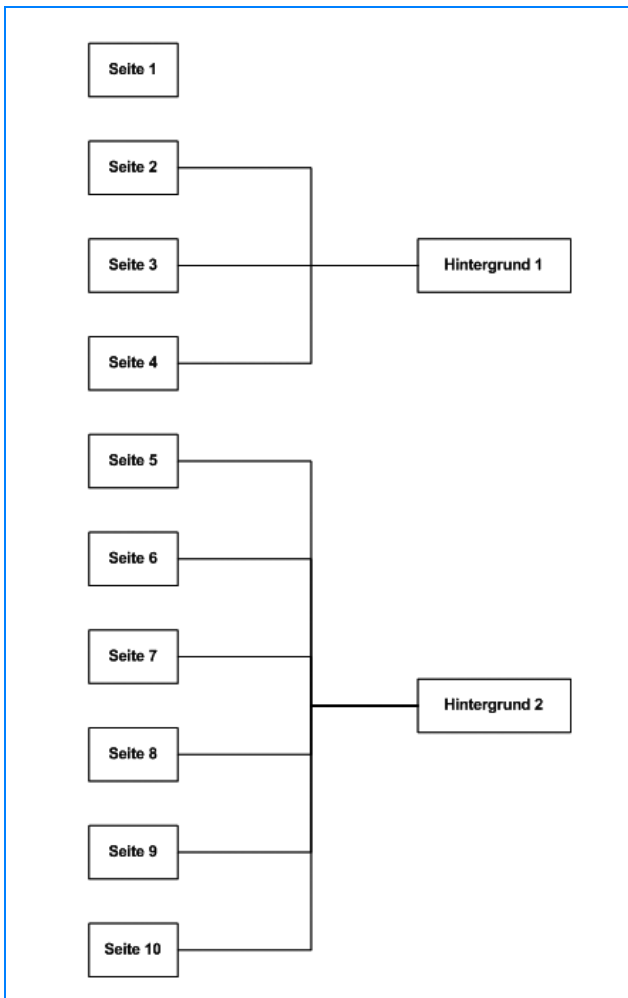 Seite 1
Seite 2
Seite 3
Hintergrund 1
Seite 4
Seite 5
Seite 6
Seite 7
Hintergrund 2
Seite 8
Seite 9
Seite 10